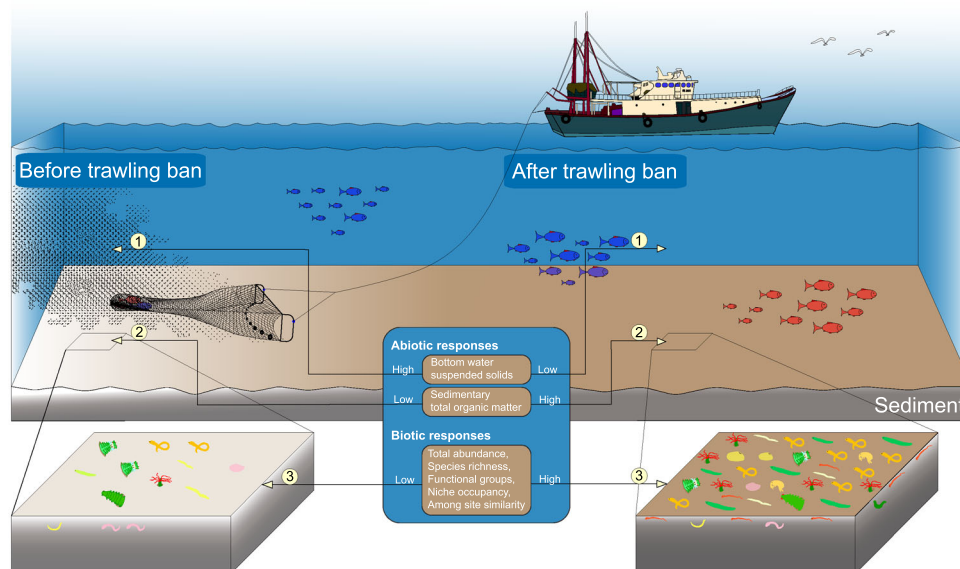 Before trawling ban
After trawling ban
1
1
2
2
Abiotic responses
High
Bottom water
suspended solids
Low
Low
Sedimentary
total organic matter
High
Sediment
Biotic responses
Low
Total abundance,
Species richness,
Functional groups,
Niche occupancy,
Among site similarity
High
3
3